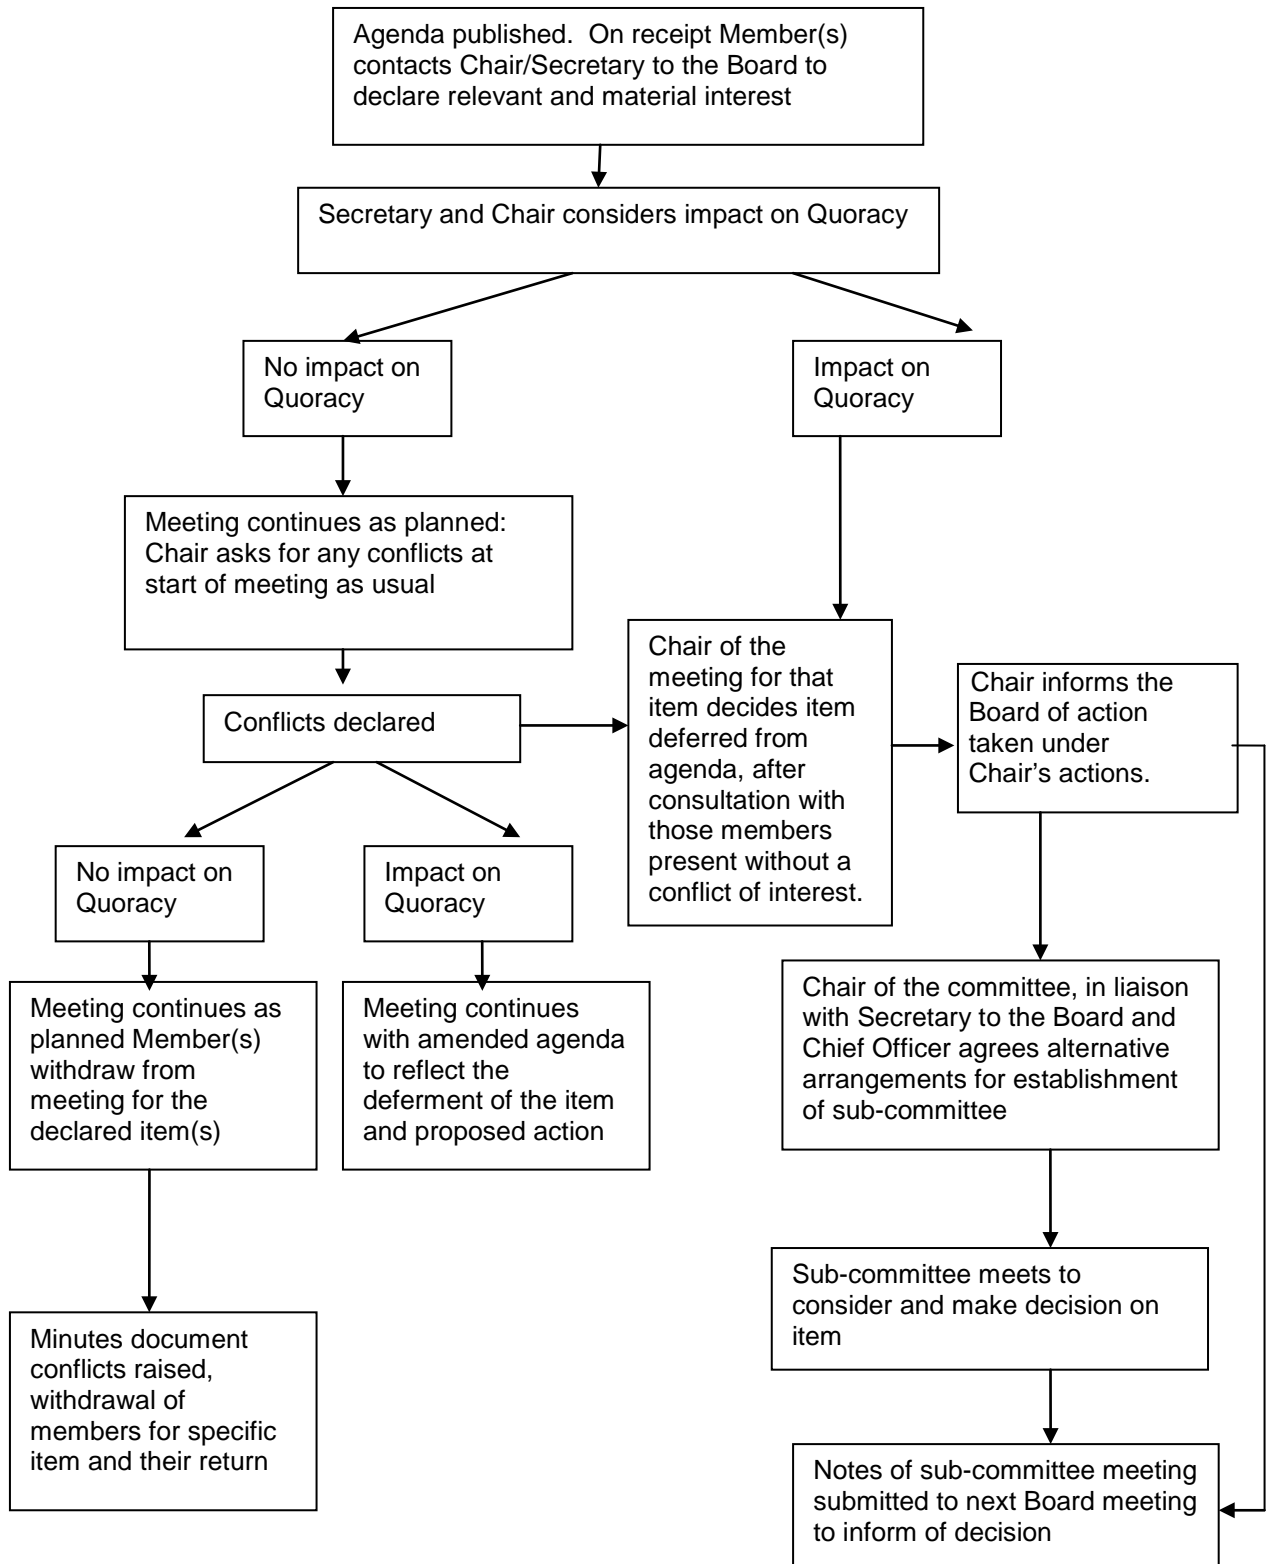 Agenda published.  On receipt Member(s)
contacts Chair/Secretary to the Board to
declare relevant and material interest
Secretary and Chair considers impact on Quoracy
No impact on
Quoracy
Impact on
Quoracy
Meeting continues as planned:
Chair asks for any conflicts at
start of meeting as usual
Chair of the
meeting for that
item decides item
deferred from
agenda, after
consultation with
those members
present without a
conflict of interest.
Chair informs the
Board of action
taken under
Chair’s actions.
Conflicts declared
No impact on
Quoracy
Impact on
Quoracy
Meeting continues as
planned Member(s)
withdraw from
meeting for the
declared item(s)
Meeting continues
with amended agenda
to reflect the
deferment of the item
and proposed action
Chair of the committee, in liaison
with Secretary to the Board and
Chief Officer agrees alternative
arrangements for establishment
of sub-committee
Sub-committee meets to
consider and make decision on
item
Minutes document
conflicts raised,
withdrawal of
members for specific
item and their return
Notes of sub-committee meeting
submitted to next Board meeting
to inform of decision